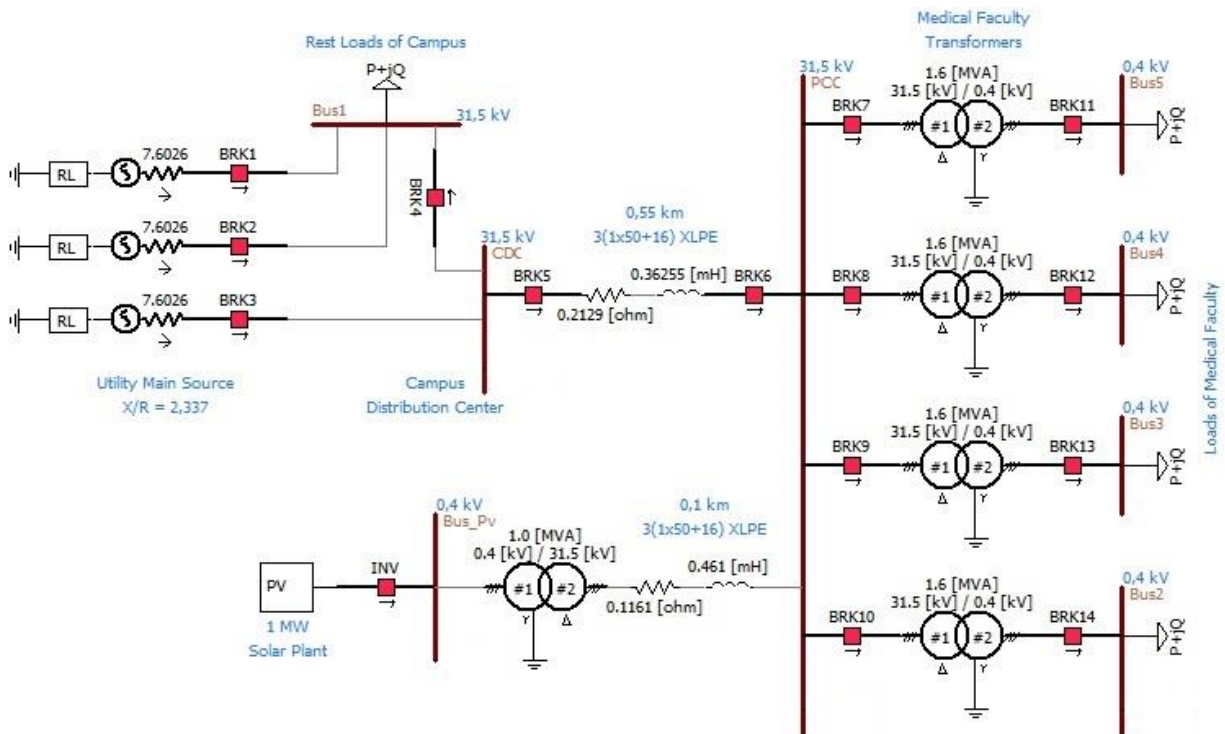 Rest Loads of Campus
P+jQ
Bus1
31,5 kV
RL
7.6026
BRK1
RL
7.6026
BRK2
RL
7.6026
BRK3
BRK4
Utility Main Source
X/R = 2,337
31,5 kV
CDC
Campus
Distribution Center
BRK5
0,55 km
3(1x50+16) XLPE
0.36255 [mH]
0.2129 [ohm]
BRK6
31,5 kV
PCC
Medical Faculty
Transformers
BRK7
1.6 [MVA]
31.5 [kV] / 0.4 [kV]
#1
#2
Δ
Y
BRK11
0,4 kV
Bus5
P+jQ
BRK8
1.6 [MVA]
31.5 [kV] / 0.4 [kV]
#1
#2
Δ
Y
BRK12
0,4 kV
Bus4
P+jQ
BRK9
1.6 [MVA]
31.5 [kV] / 0.4 [kV]
#1
#2
Δ
Y
BRK13
0,4 kV
Bus3
P+jQ
BRK10
1.6 [MVA]
31.5 [kV] / 0.4 [kV]
#1
#2
Δ
Y
BRK14
0,4 kV
Bus2
P+jQ
Loads of Medical Faculty
PV
1 MW
Solar Plant
INV
0,4 kV
Bus_Pv
1.0 [MVA]
0.4 [kV] / 31.5 [kV]
#1
#2
Y
Δ
0,1 km
3(1x50+16) XLPE
0.461 [mH]
0.1161 [ohm]